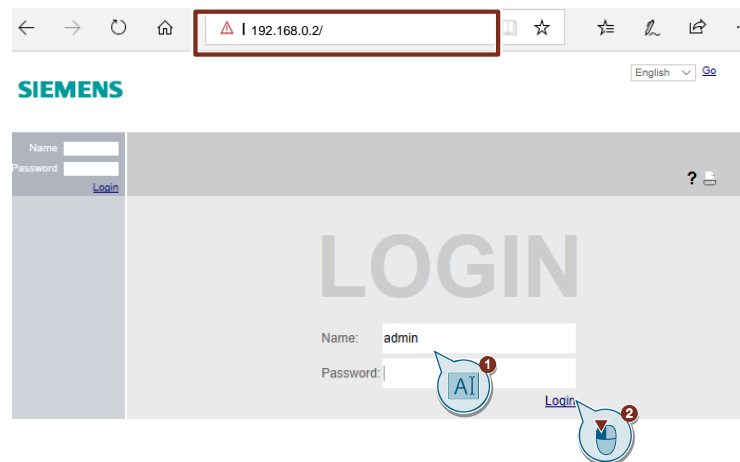 192.168.0.2/
English Go
SIEMENS
Name
Password
Login
?
LOGIN
Name: admin
Password:
Login
1
AI
2